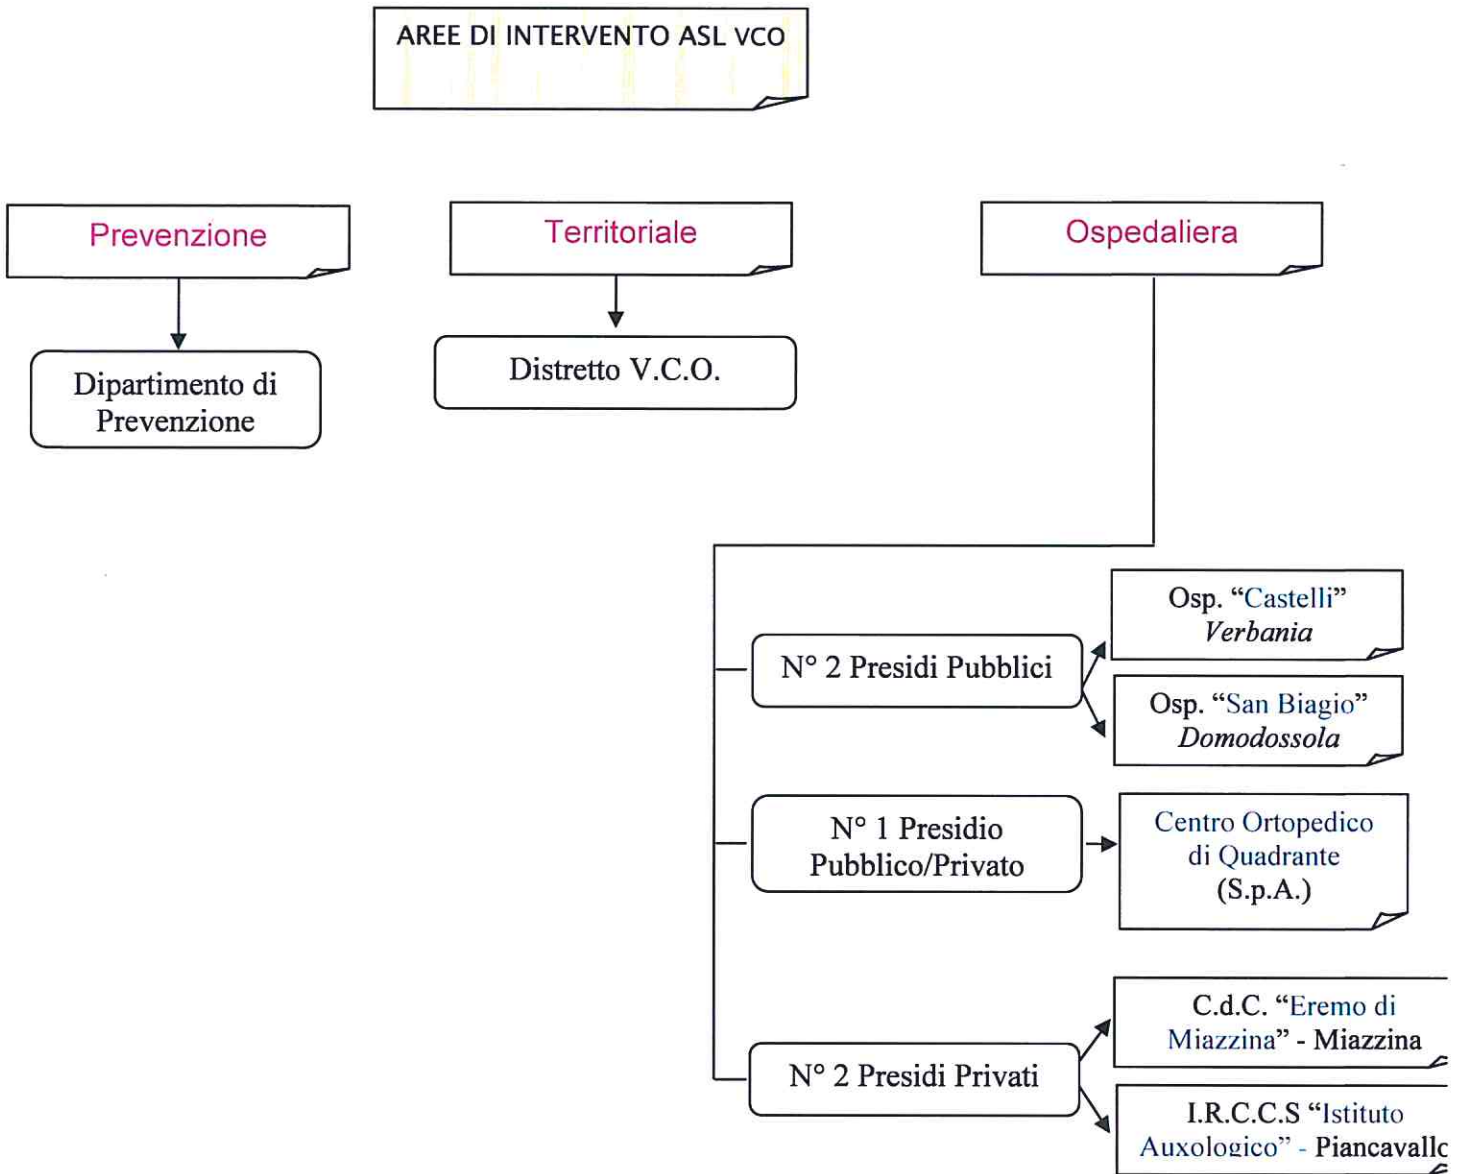 AREE DI INTERVENTO ASL VCO
Prevenzione
Territoriale
Ospedaliera
Dipartimento di
Prevenzione
Distretto V.C.O.
N° 2 Presidi Pubblici
Osp. “Castelli”
Verbania
Osp. “San Biagio”
Domodossola
N° 1 Presidio
Pubblico/Privato
Centro Ortopedico
di Quadrante
(S.p.A.)
N° 2 Presidi Privati
C.d.C. “Eremo di
Miazzina” - Miazzina
I.R.C.C.S “Istituto
Auxologico” - Piancavallo